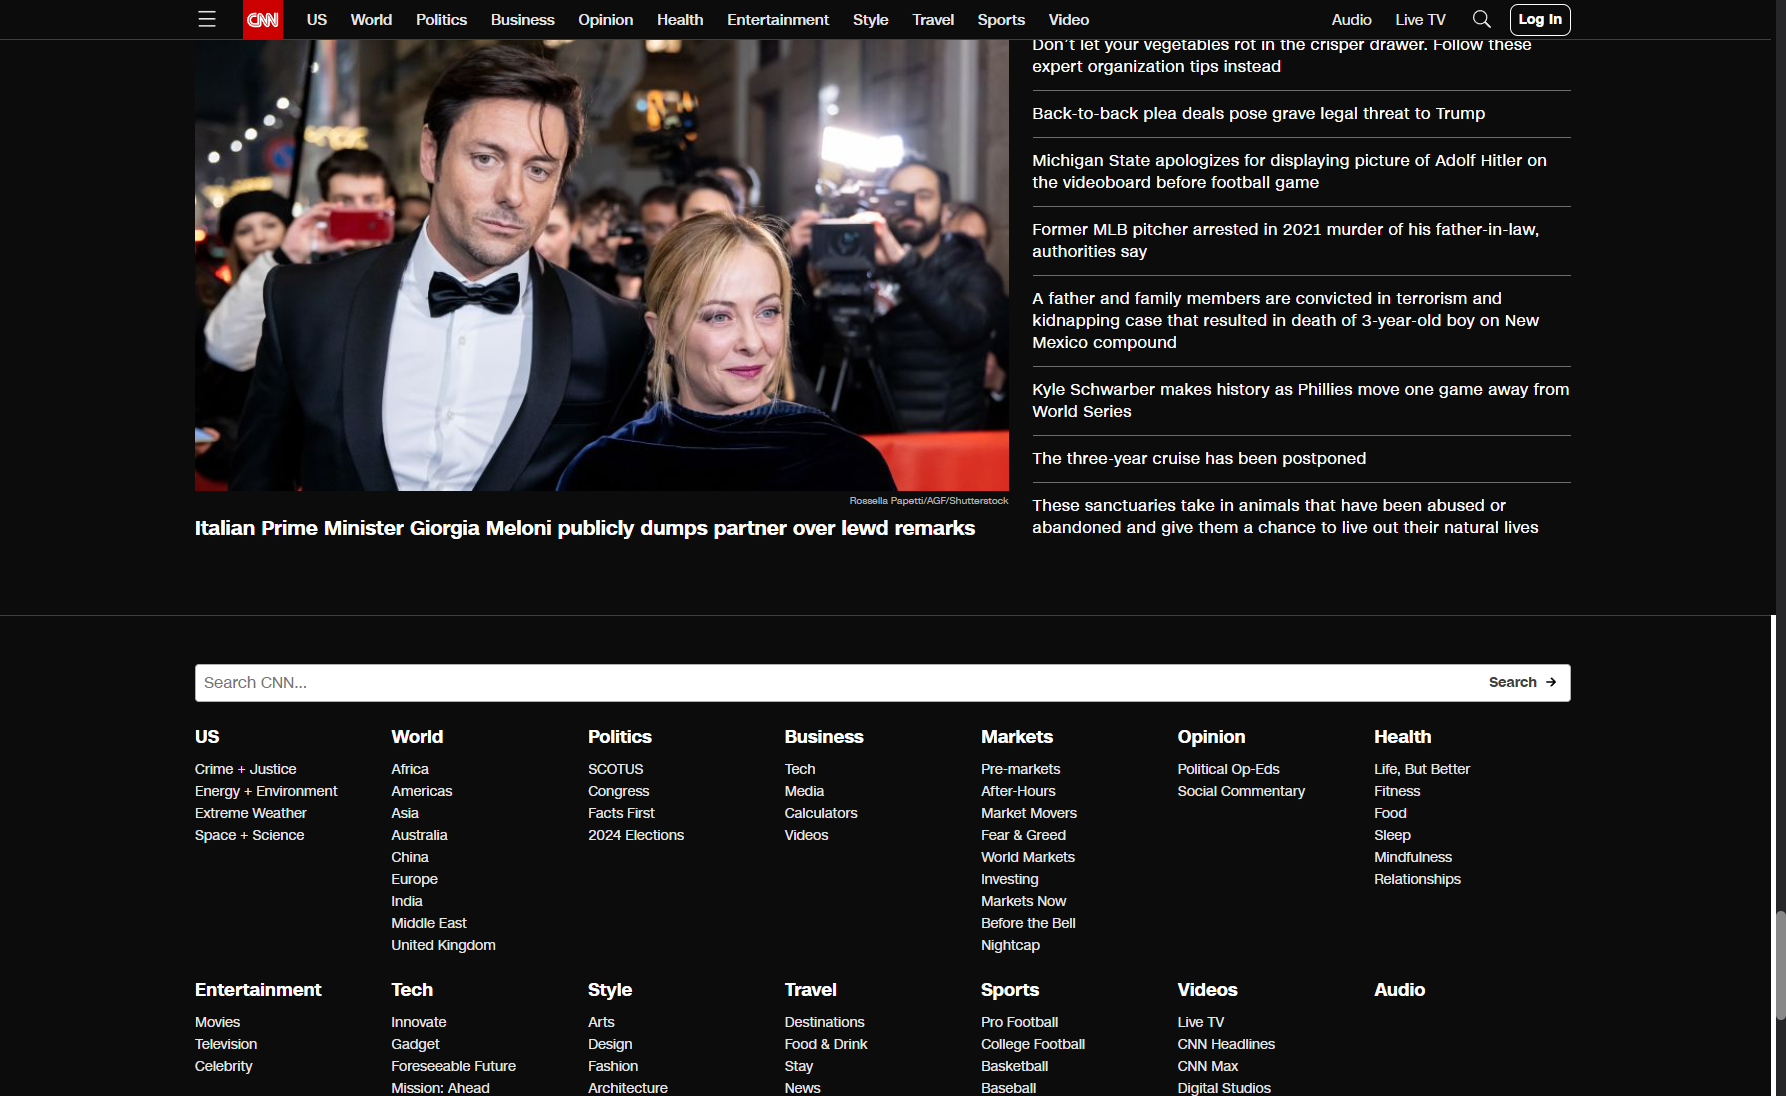 CNN
US
World
Politics
Business
Opinion
Health
Entertainment
Style
Travel
Sports
Video
Audio
Live TV
Log In
Rossella Papetti/AGF/Shutterstock
Italian Prime Minister Giorgia Meloni publicly dumps partner over lewd remarks
Don't let your vegetables rot in the crisper drawer. Follow these
expert organization tips instead
Back-to-back plea deals pose grave legal threat to Trump
Michigan State apologizes for displaying picture of Adolf Hitler on
the videoboard before football game
Former MLB pitcher arrested in 2021 murder of his father-in-law,
authorities say
A father and family members are convicted in terrorism and
kidnapping case that resulted in death of 3-year-old boy on New
Mexico compound
Kyle Schwarber makes history as Phillies move one game away from
World Series
The three-year cruise has been postponed
These sanctuaries take in animals that have been abused or
abandoned and give them a chance to live out their natural lives
Search CNN...
Search →
US
Crime + Justice
Energy + Environment
Extreme Weather
Space + Science
World
Africa
Americas
Asia
Australia
China
Europe
India
Middle East
United Kingdom
Politics
SCOTUS
Congress
Facts First
2024 Elections
Business
Tech
Media
Calculators
Videos
Markets
Pre-markets
After-Hours
Market Movers
Fear & Greed
World Markets
Investing
Markets Now
Before the Bell
Nightcap
Opinion
Political Op-Eds
Social Commentary
Health
Life, But Better
Fitness
Food
Sleep
Mindfulness
Relationships
Entertainment
Movies
Television
Celebrity
Tech
Innovate
Gadget
Foreseeable Future
Mission: Ahead
Style
Arts
Design
Fashion
Architecture
Travel
Destinations
Food & Drink
Stay
News
Sports
Pro Football
College Football
Basketball
Baseball
Videos
Live TV
CNN Headlines
CNN Max
Digital Studios
Audio